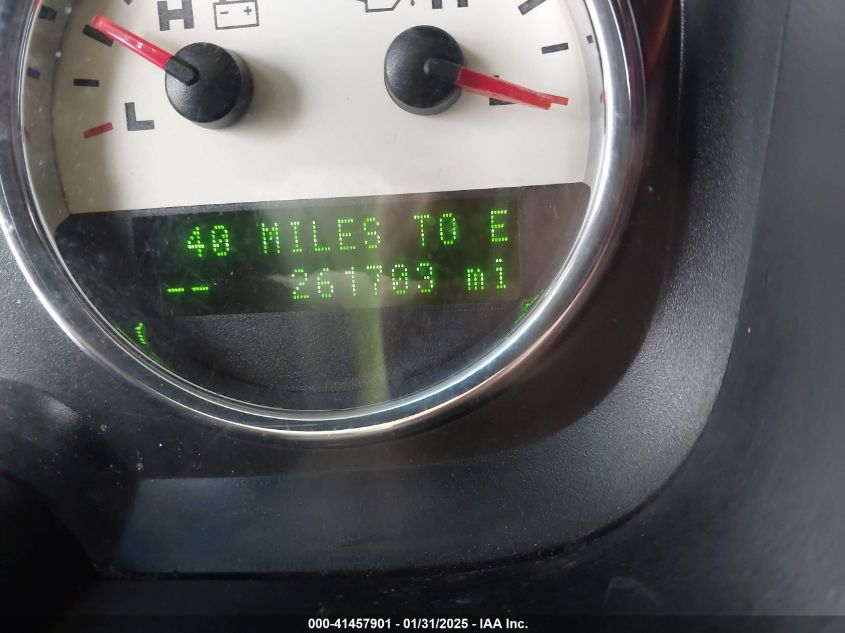 H H
L
40 MILES TO E
-- 261703 mi
000-41457901 - 01/31/2025 - IAA Inc.